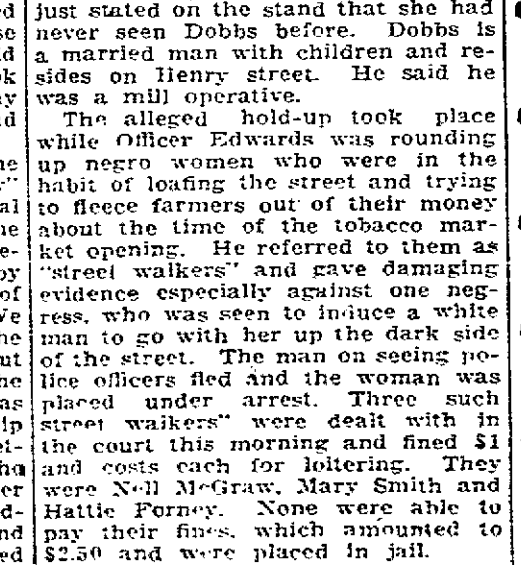 just stated on the stand that she had
never seen Dobbs before. Dobbs is
a married man with children and re-
sides on Henry street. He said he
was a mill operative.
The alleged hold-up took place
while Officer Edwards was rounding
up negro women who were in the
habit of loafing the street and trying
to fleece farmers out of their money
about the time of the tobacco mar-
ket opening. He referred to them as
"street walkers" and gave damaging
evidence especially against one neg-
ress, who was seen to induce a white
man to go with her up the dark side
of the street. The man on seeing po-
lice officers fled and the woman was
placed under arrest. Three such
street walkers" were dealt with in
the court this morning and fined $1
and costs each for loitering. They
were Nell McGraw, Mary Smith and
Hattie Forney. None were able to
pay their fines, which amounted to
$2.50 and were placed in jail.